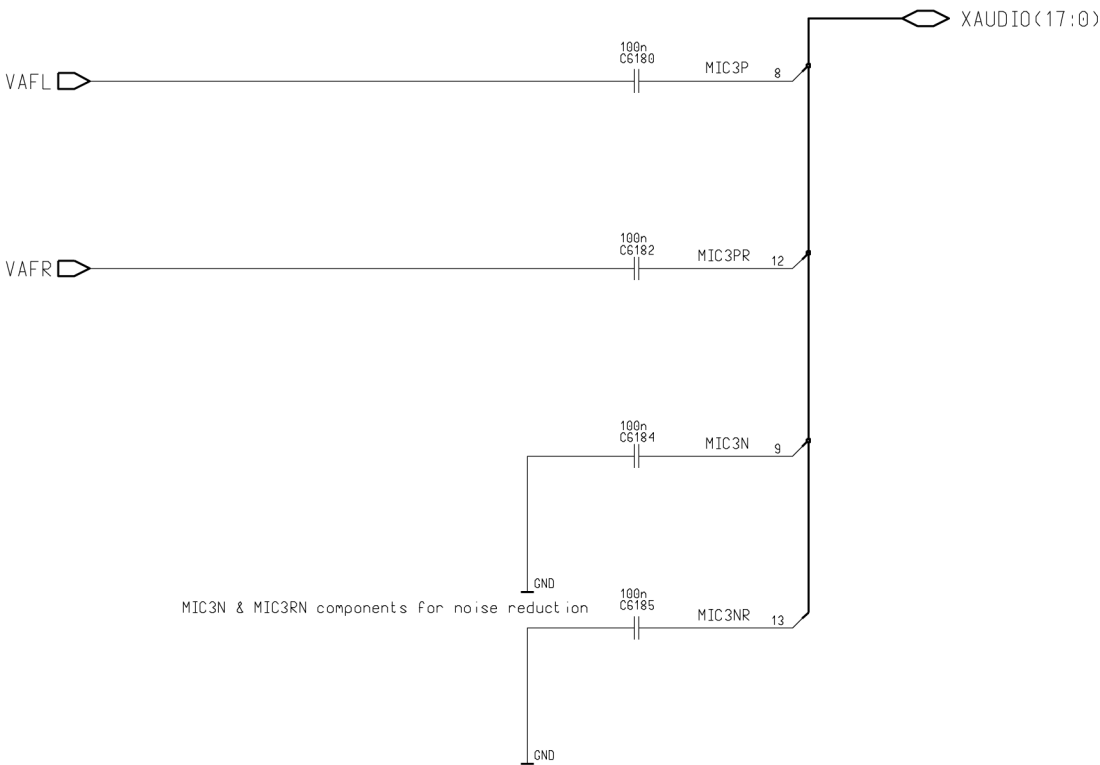 XAUDIO(17:0)
100n
C6180
VAFL
MIC3P
8
100n
C6182
VAFR
MIC3PR
12
100n
C6184
MIC3N
9
GND
MIC3N & MIC3RN components for noise reduction
100n
C6185
MIC3NR
13
GND